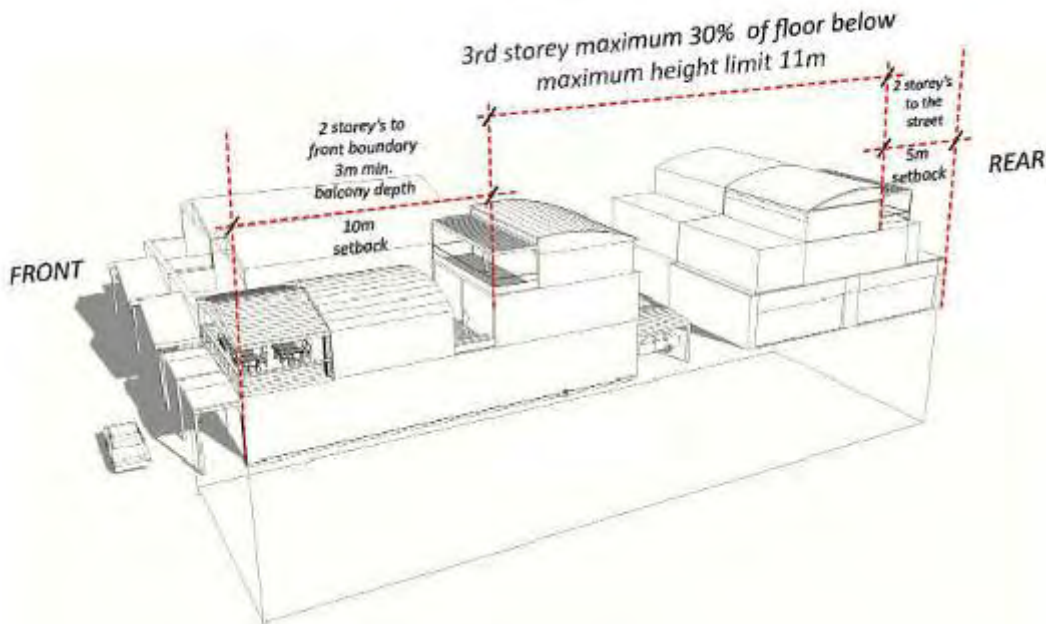 3rd storey maximum 30% of floor below
maximum height limit 11m
2 storey's
to the
street
2 storey's to
front boundary
3m min.
balcony depth
5m
setback
REAR
10m
setback
FRONT